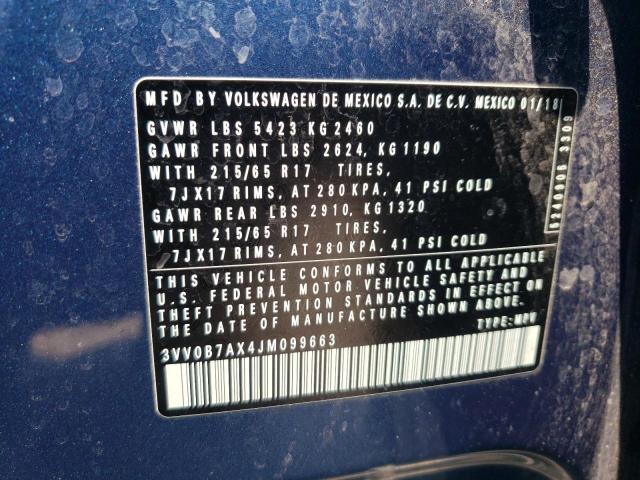 MFD BY VOLKSWAGEN DE MEXICO S.A. DE C.V. MEXICO 01/18
GVWR LBS 5423 KG 2460
GAWR FRONT LBS 2624, KG 1190
WITH 215/65 R17 TIRES,
7JX17 RIMS, AT 280 KPA, 41 PSI COLD
GAWR REAR LBS 2910, KG 1320
WITH 215/65 R17 TIRES,
7JX17 RIMS, AT 280 KPA, 41 PSI COLD
THIS VEHICLE CONFORMS TO ALL APPLICABLE
U.S. FEDERAL MOTOR VEHICLE SAFETY AND
THEFT PREVENTION STANDARDS IN EFFECT ON
THE DATE OF MANUFACTURE SHOWN ABOVE.
3VV0B7AX4JM099663 TYPE: MPV
5240906 3309